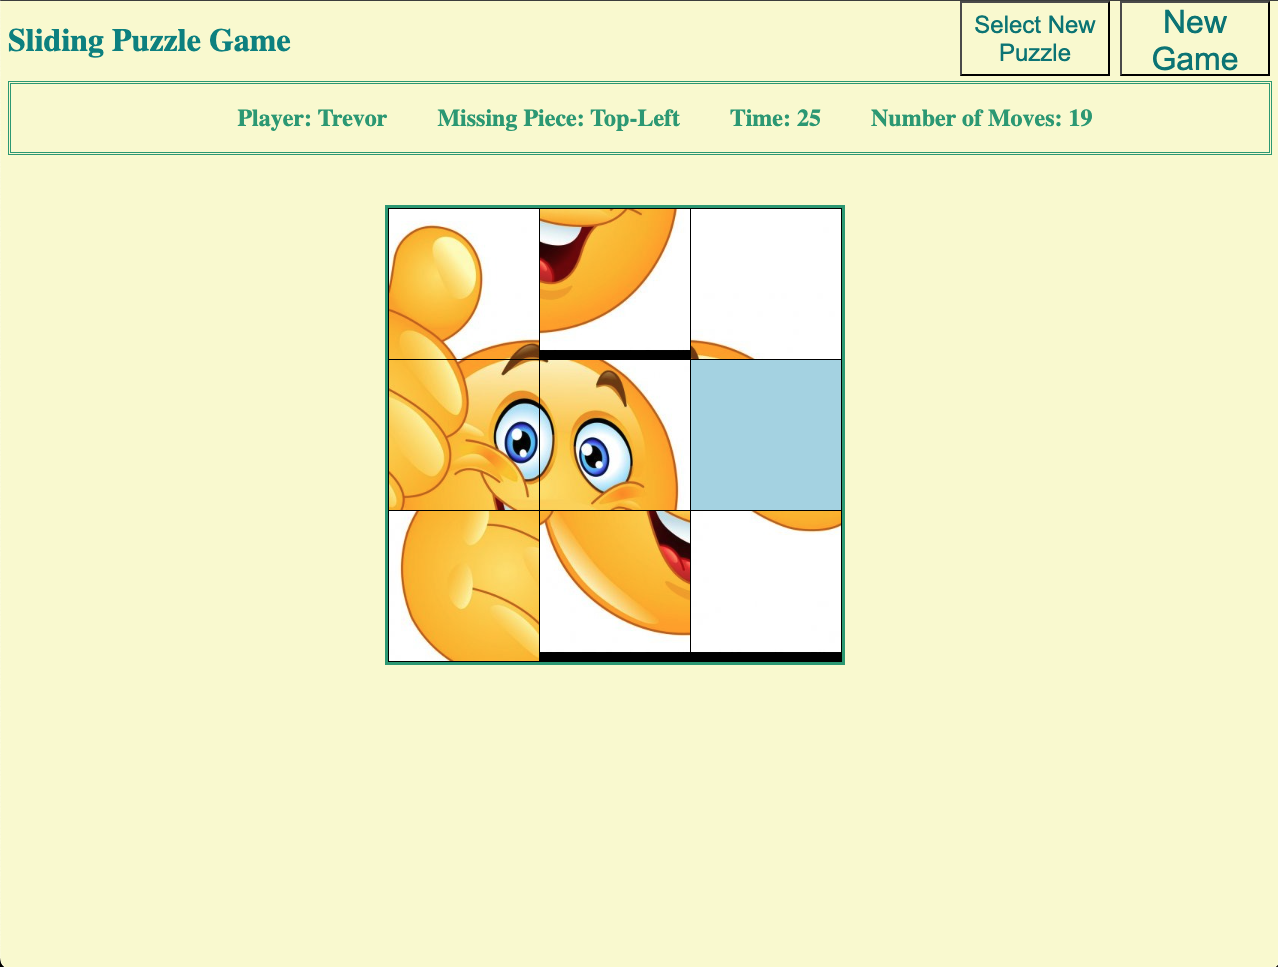 Sliding Puzzle Game
Select New
Puzzle
New
Game
Player: Trevor Missing Piece: Top-Left Time: 25 Number of Moves: 19